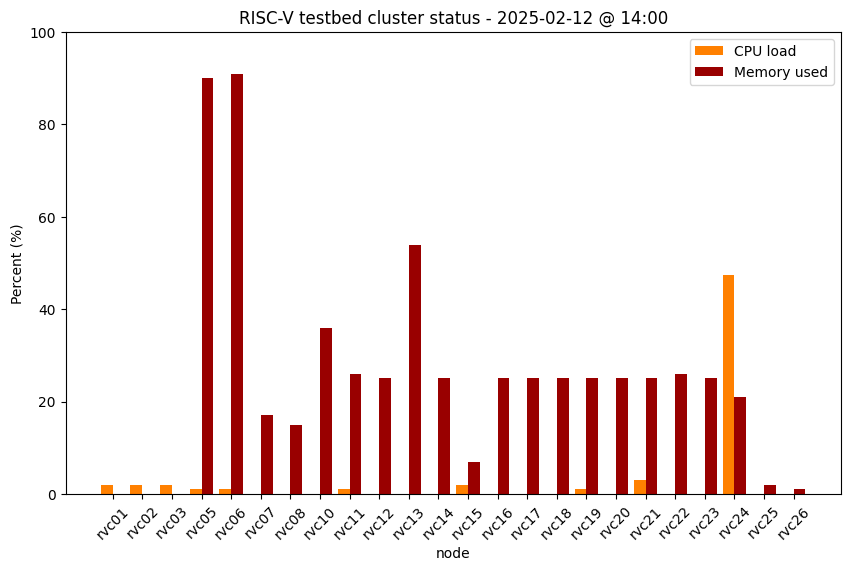 RISC-V testbed cluster status - 2025-02-12 @ 14:00
CPU load
Memory used
Percent (%)
100
80
60
40
20
0
rvc01 rvc02 rvc03 rvc05 rvc06 rvc07 rvc08 rvc10 rvc11 rvc12 rvc13 rvc14 rvc15 rvc16 rvc17 rvc18 rvc19 rvc20 rvc21 rvc22 rvc23 rvc24 rvc25 rvc26
node